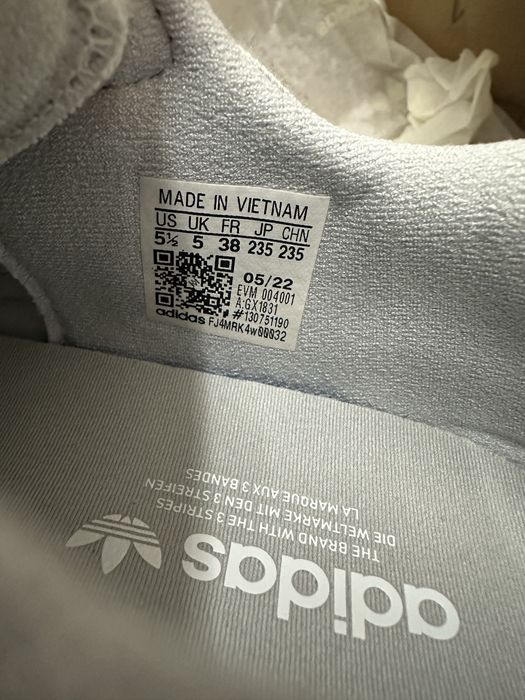 MADE IN VIETNAM
US UK FR JP CHN
5½ 5 38 235 235
05/22
EVM 004001
A:GX1831
#130751190
adidas FJ4MRK4w00032
adidas
THE BRAND WITH THE 3 STRIPES
DIE WELTMARKE MIT DEN 3 STREIFEN
LA MARQUE AUX 3 BANDES